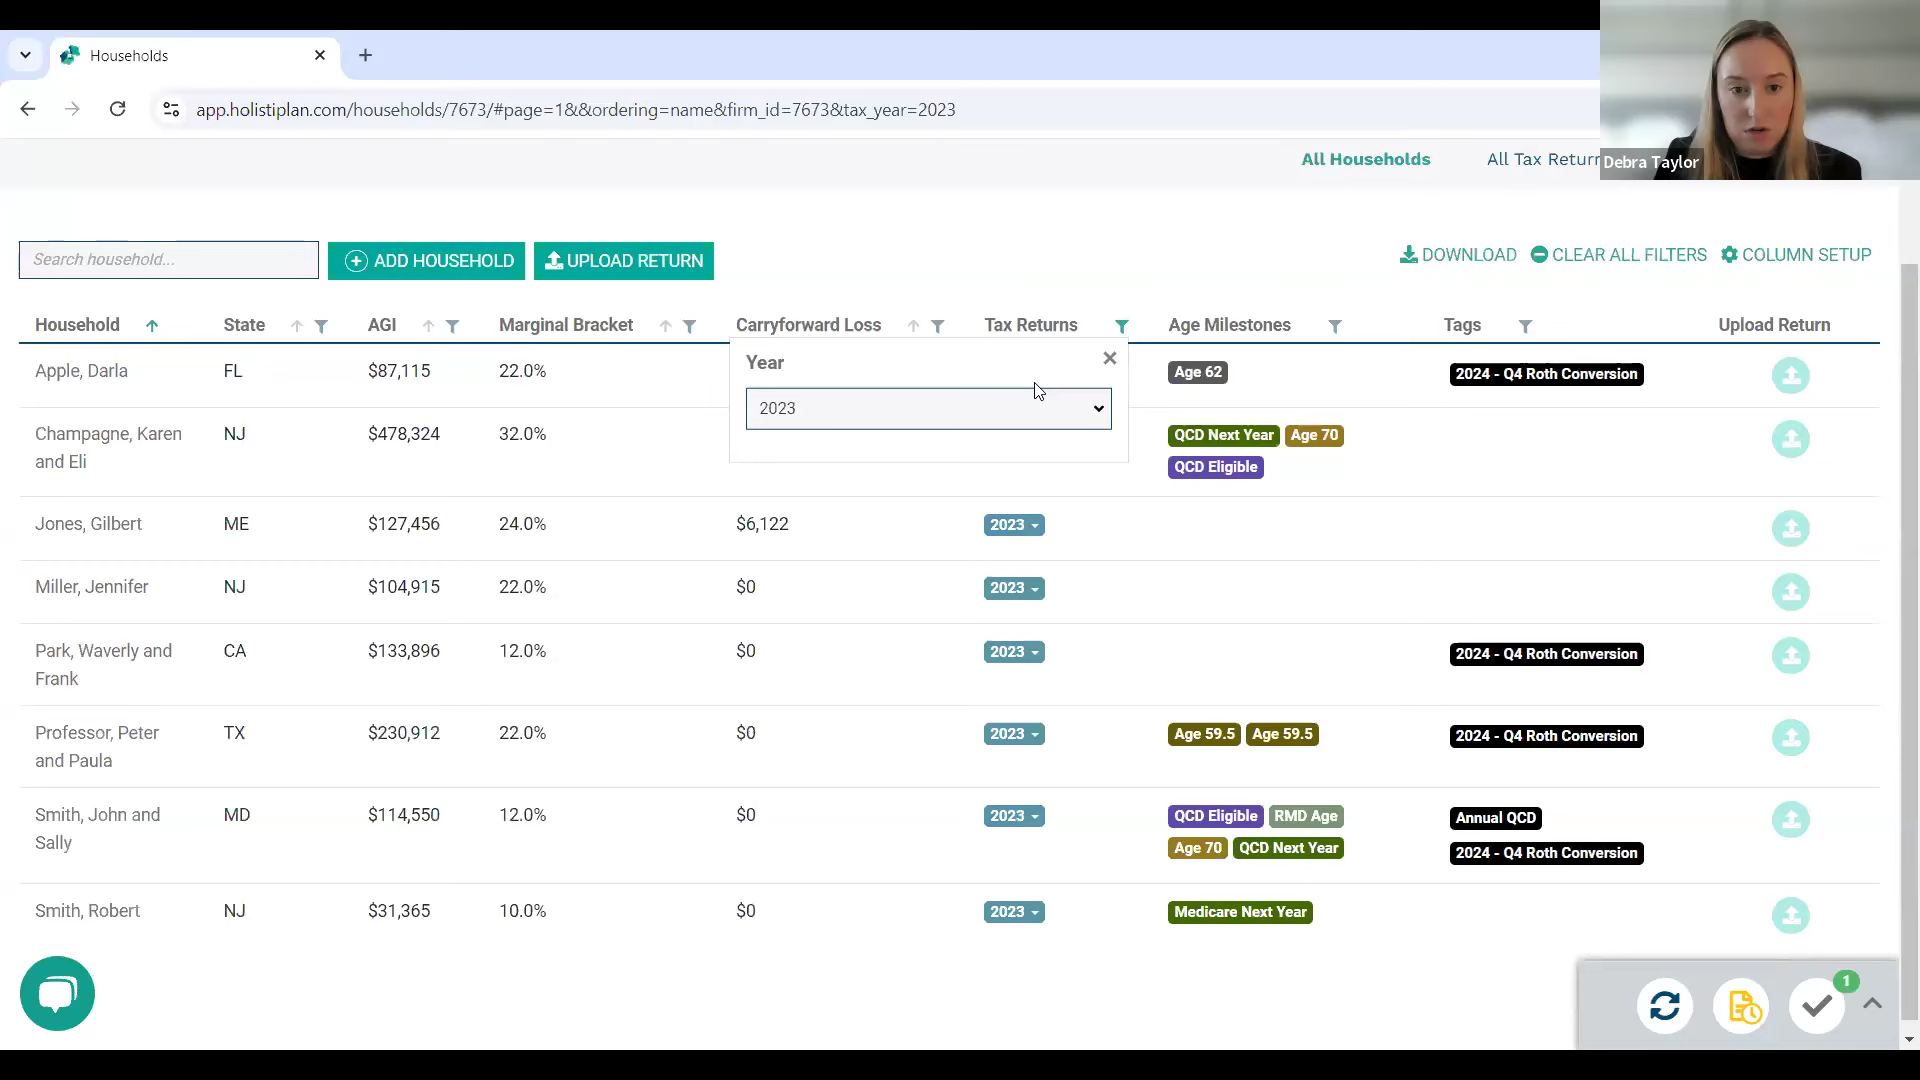 Households
app.holistiplan.com/households/7673/#page=1&&ordering=name&firm_id=7673&tax_year=2023
Debra Taylor
All Households
All Tax Return
Search household...
ADD HOUSEHOLD
UPLOAD RETURN
DOWNLOAD
CLEAR ALL FILTERS
COLUMN SETUP
Household State AGI Marginal Bracket Carryforward Loss Tax Returns Age Milestones Tags Upload Return
Year
2023
Apple, Darla FL $87,115 22.0% Age 62 2024 - Q4 Roth Conversion
Champagne, Karen NJ $478,324 32.0% QCD Next Year Age 70
and Eli QCD Eligible
Jones, Gilbert ME $127,456 24.0% $6,122 2023
Miller, Jennifer NJ $104,915 22.0% $0 2023
Park, Waverly and CA $133,896 12.0% $0 2023 2024 - Q4 Roth Conversion
Frank
Professor, Peter TX $230,912 22.0% $0 2023 Age 59.5 Age 59.5 2024 - Q4 Roth Conversion
and Paula
Smith, John and MD $114,550 12.0% $0 2023 QCD Eligible RMD Age Annual QCD
Sally Age 70 QCD Next Year 2024 - Q4 Roth Conversion
Smith, Robert NJ $31,365 10.0% $0 2023 Medicare Next Year
1